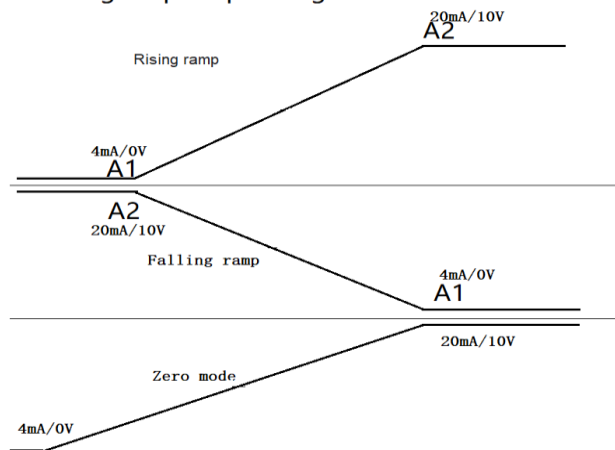 20mA/10V
A2
Rising ramp
4mA/0V
A1
A2
20mA/10V
Falling ramp
4mA/0V
A1
20mA/10V
Zero mode
4mA/0V